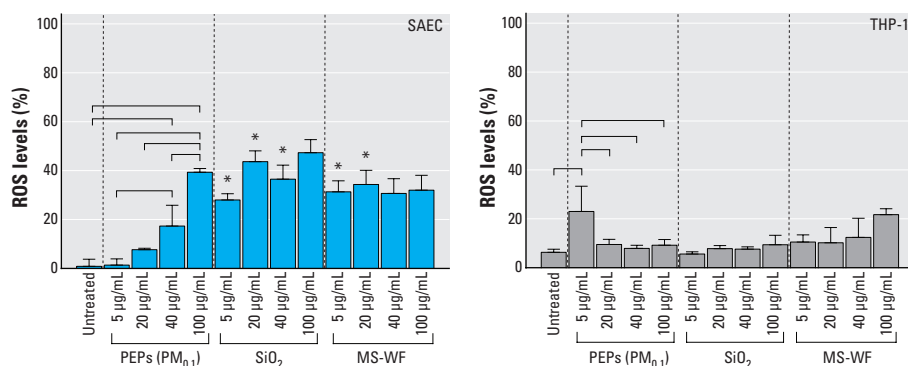 SAEC
ROS levels (%)
100
80
60
40
20
0
* * * * *
Untreated
5 µg/mL
20 µg/mL
40 µg/mL
100 µg/mL
5 µg/mL
20 µg/mL
40 µg/mL
100 µg/mL
5 µg/mL
20 µg/mL
40 µg/mL
100 µg/mL
PEPs (PM0.1) SiO2 MS-WF
THP-1
ROS levels (%)
100
80
60
40
20
0
Untreated
5 µg/mL
20 µg/mL
40 µg/mL
100 µg/mL
5 µg/mL
20 µg/mL
40 µg/mL
100 µg/mL
5 µg/mL
20 µg/mL
40 µg/mL
100 µg/mL
PEPs (PM0.1) SiO2 MS-WF